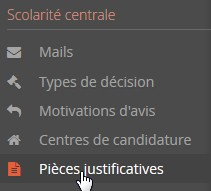 Scolarité centrale
Mails
Types de décision
Motivations d'avis
Centres de candidature
Pièces justificatives